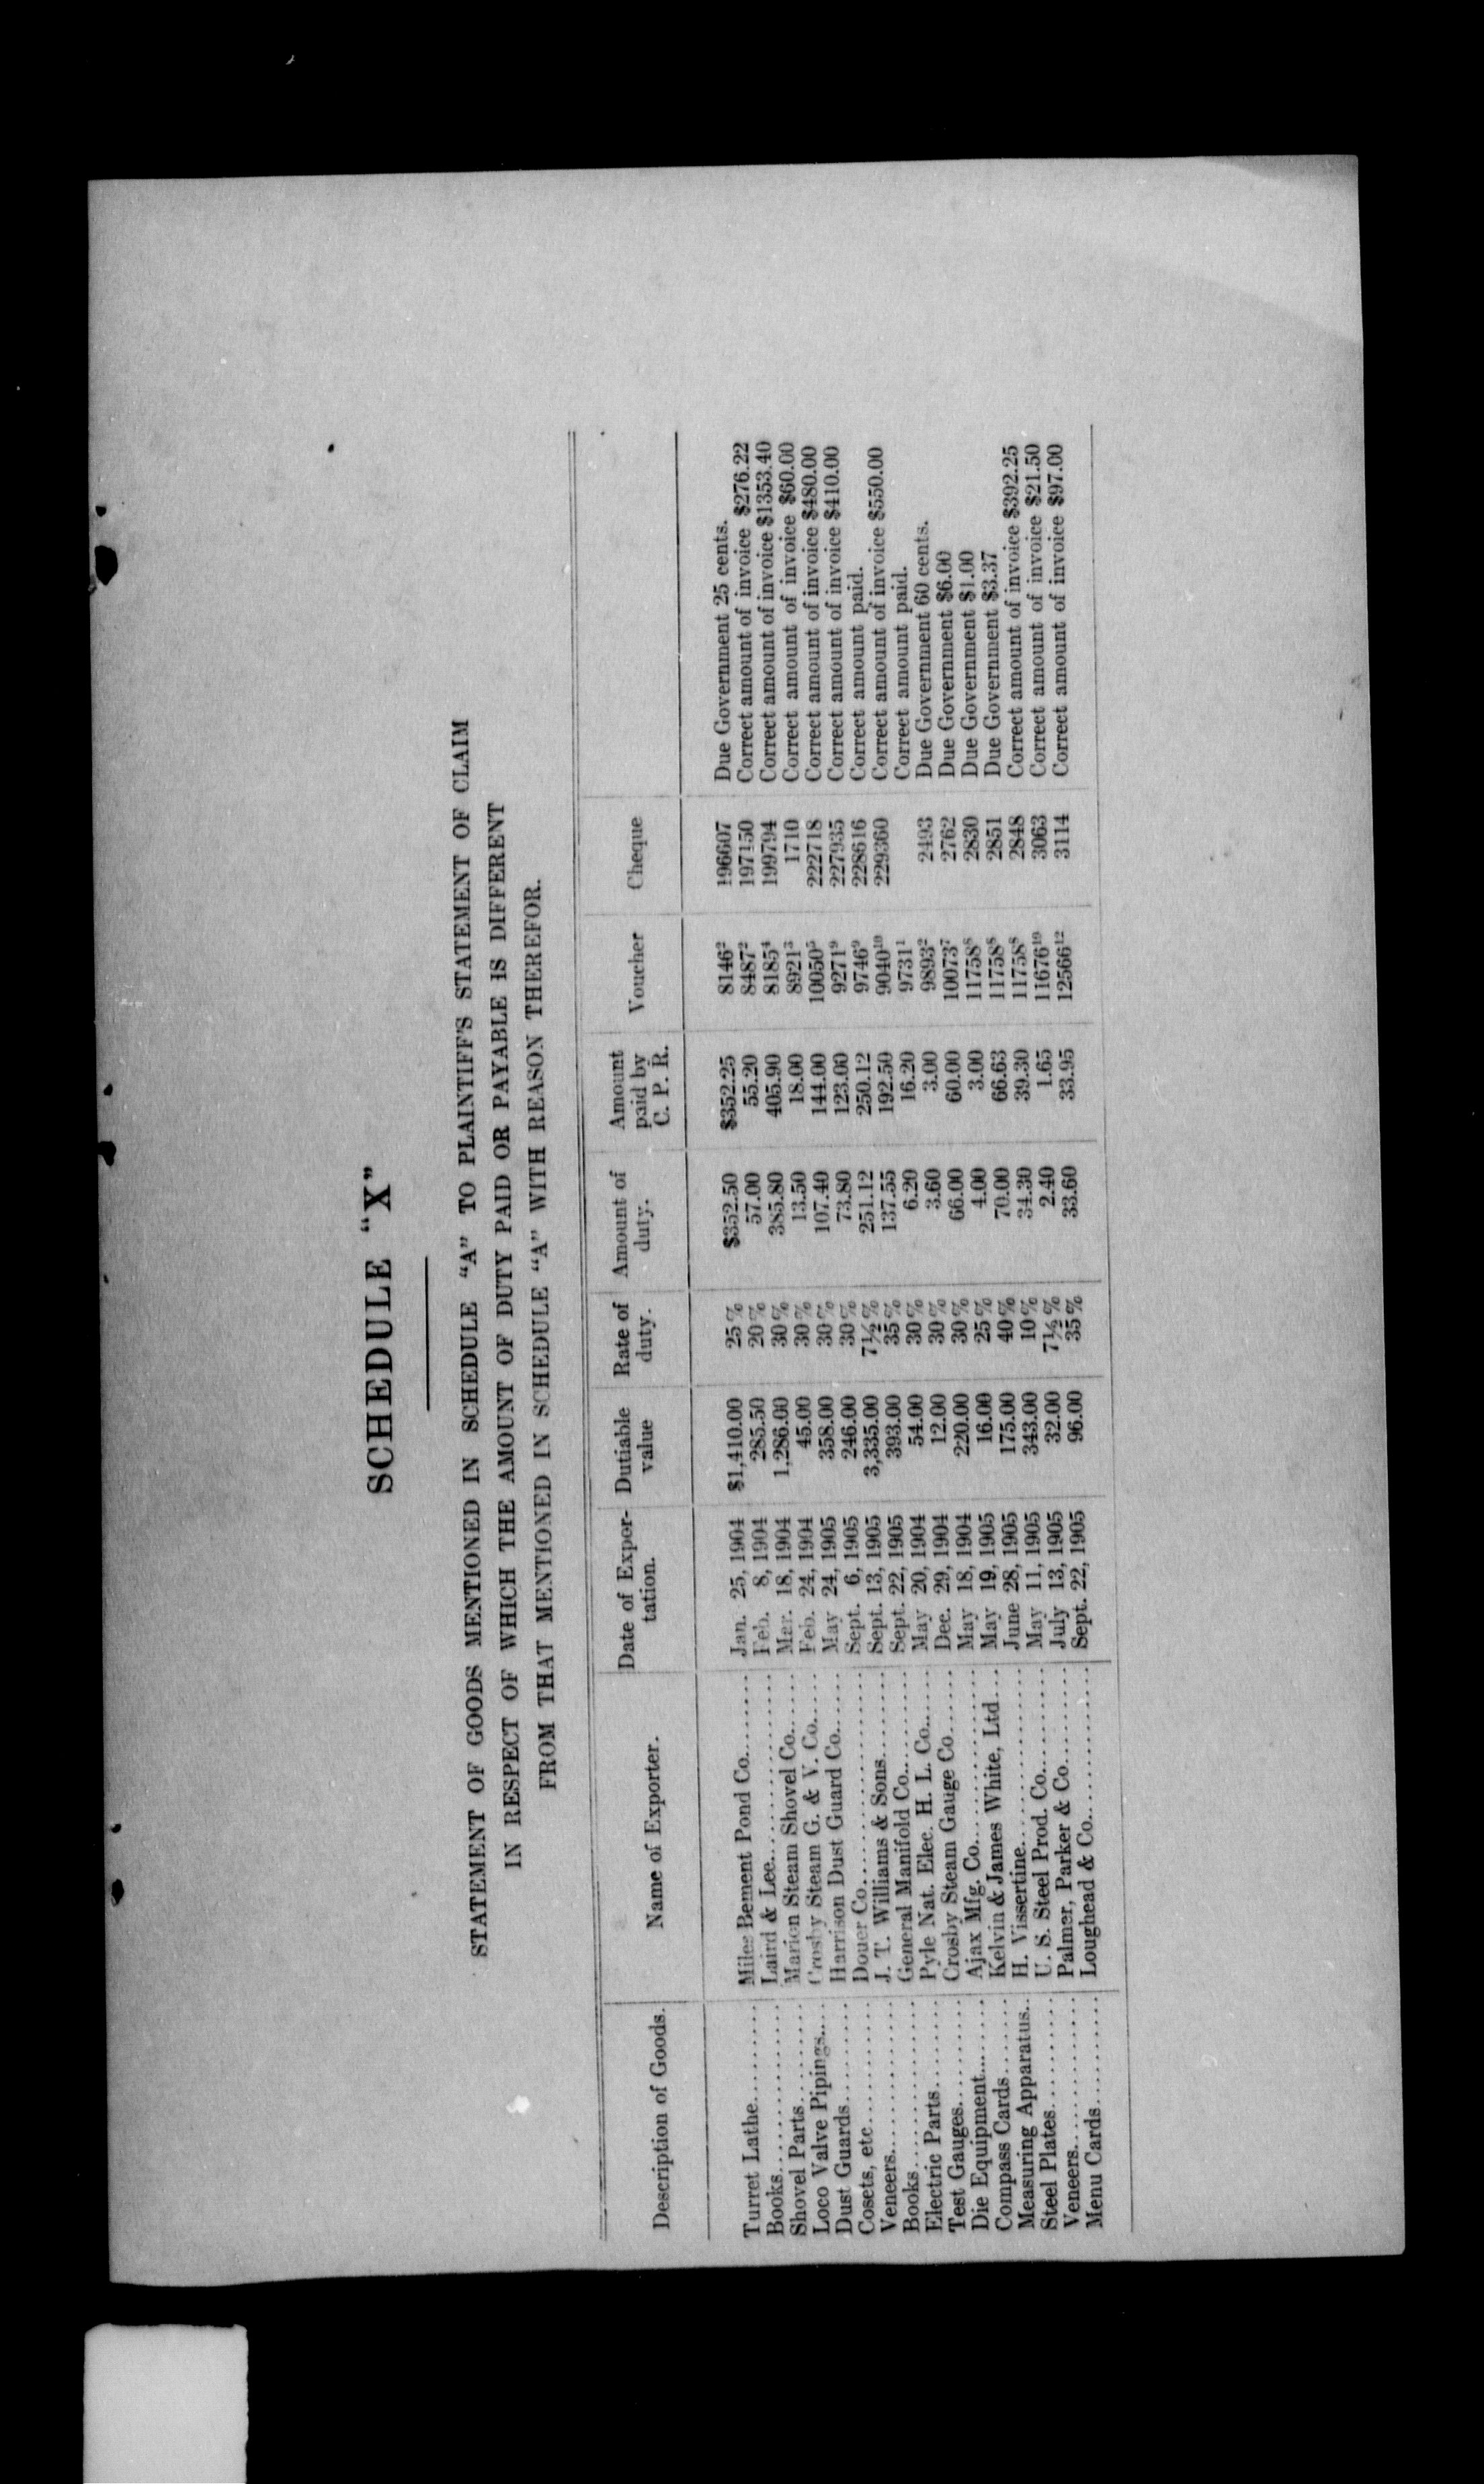 SCHEDULE “X”
STATEMENT OF GOODS MENTIONED IN SCHEDULE “A” TO PLAINTIFF'S STATEMENT OF CLAIM
IN RESPECT OF WHICH THE AMOUNT OF DUTY PAID OR PAYABLE IS DIFFERENT
FROM THAT MENTIONED IN SCHEDULE “A” WITH REASON THEREFOR.
Description of Goods. Name of Exporter. Date of Expor-tation. Dutiable value Rate of duty. Amount of duty. Amount paid by C. P. R. Voucher Cheque
Turret Lathe.......... Miles Bement Pond Co........ Jan. 25, 1904 $1,410.00 25 % $352.50 $352.25 8146² 196607 Due Government 25 cents.
Books............... Laird & Lee............... Feb. 8, 1904 285.50 20 % 57.00 55.20 8487² 197150 Correct amount of invoice $276.22
Shovel Parts......... Marion Steam Shovel Co...... Mar. 18, 1904 1,286.00 30 % 385.80 405.90 8185⁴ 199794 Correct amount of invoice $1353.40
Loco Valve Pipings.... Crosby Steam G. & V. Co..... Feb. 24, 1904 45.00 30 % 13.50 18.00 8921³ 1710 Correct amount of invoice $60.00
Dust Guards......... Harrison Dust Guard Co...... May 24, 1905 358.00 30 % 107.40 144.00 10050⁵ 222718 Correct amount of invoice $480.00
Cosets, etc........... Douer Co................ Sept. 6, 1905 246.00 30 % 73.80 123.00 9271⁹ 227935 Correct amount of invoice $410.00
Veneers............. J. T. Williams & Sons........ Sept. 13, 1905 3,335.00 7½ % 251.12 250.12 9746⁹ 228616 Correct amount paid.
Books.............. General Manifold Co.......... Sept. 22, 1905 393.00 35 % 137.55 192.50 9040¹⁰ 229360 Correct amount of invoice $550.00
Electric Parts......... Pyle Nat. Elec. H. L. Co...... May 20, 1904 54.00 30 % 6.20 16.20 9731¹ Correct amount paid.
Test Gauges.......... Crosby Steam Gauge Co....... Dec. 29, 1904 12.00 30 % 3.60 3.00 9893² 2493 Due Government 60 cents.
Die Equipment........ Ajax Mfg. Co.............. May 18, 1904 220.00 30 % 66.00 60.00 10073⁷ 2762 Due Government $6.00
Compass Cards....... Kelvin & James White, Ltd.... May 19, 1905 16.00 25 % 4.00 3.00 11758⁸ 2830 Due Government $1.00
Measuring Apparatus.. H. Vissertine............... June 28, 1905 175.00 40 % 70.00 66.63 11758⁸ 2851 Due Government $3.37
Steel Plates.......... U. S. Steel Prod. Co.......... May 11, 1905 343.00 10 % 34.30 39.30 11758⁸ 2848 Correct amount of invoice $392.25
Veneers............. Palmer, Parker & Co......... July 13, 1905 32.00 7½ % 2.40 1.65 11676¹⁰ 3063 Correct amount of invoice $21.50
Menu Cards.......... Loughead & Co............. Sept. 22, 1905 96.00 35 % 33.60 33.95 12566¹² 3114 Correct amount of invoice $97.00